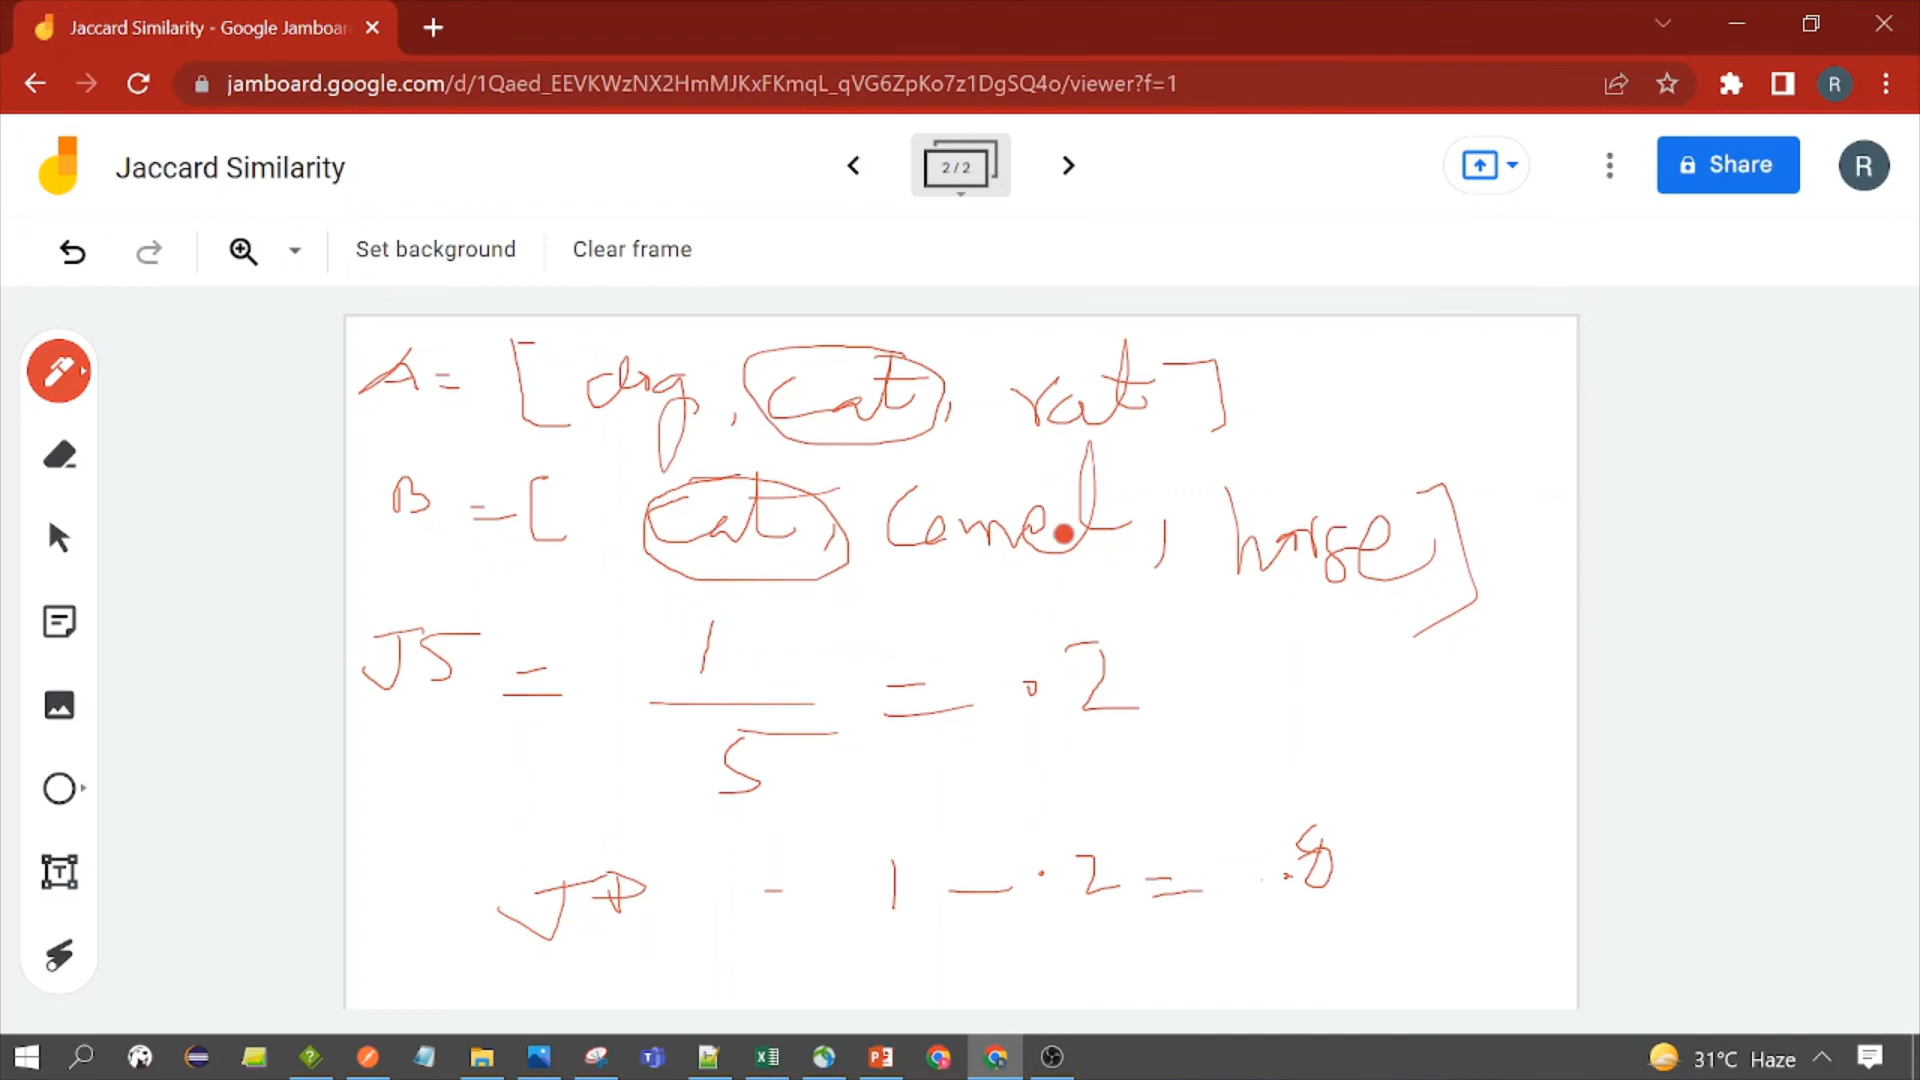 Jaccard Similarity - Google Jamboar
jamboard.google.com/d/1Qaed_EEVKWzNX2HmMJKxFKmqL_qVG6ZpKo7z1DgSQ4o/viewer?f=1
R
Jaccard Similarity
2 / 2
Share
R
Set background
Clear frame
A = [dog, cat, rat]
B = [cat, camel, horse]
JS = 1/5 = .2
JD - 1 - .2 = .8
31°C Haze